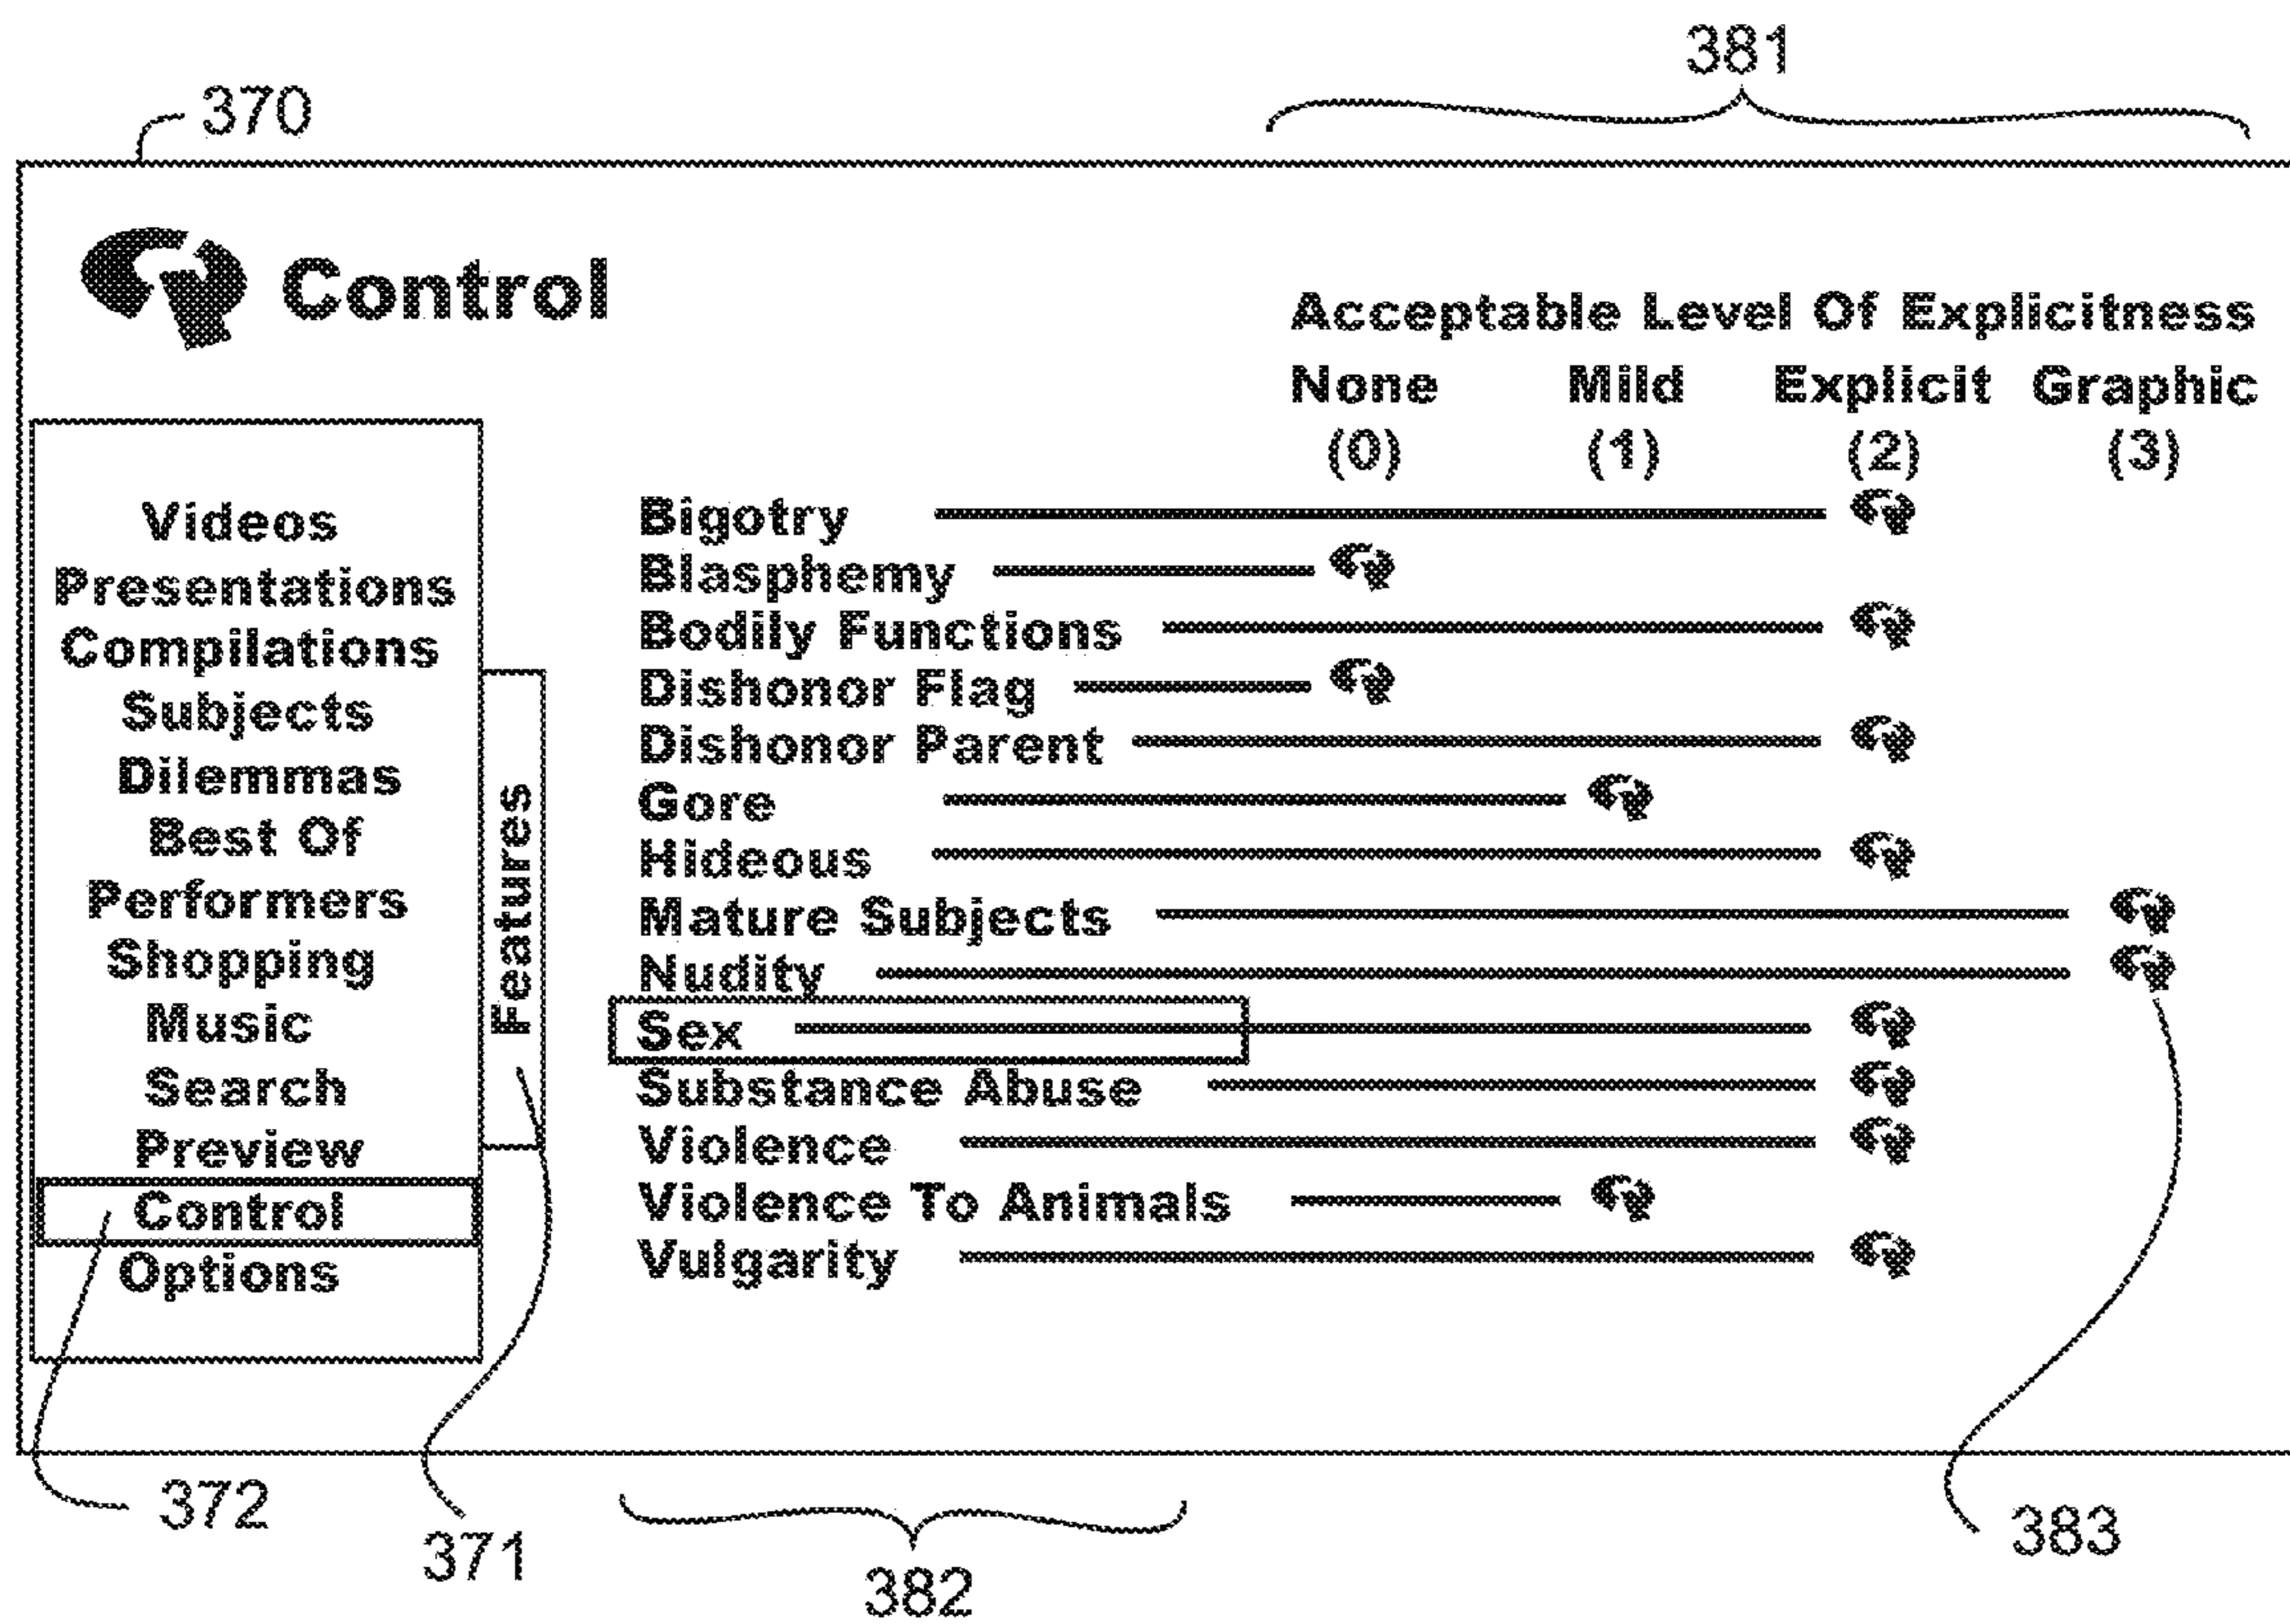 381
370
Control
Acceptable Level Of Explicitness
None Mild Explicit Graphic
(0) (1) (2) (3)
Videos
Presentations
Compilations
Subjects
Dilemmas
Best Of
Performers
Shopping
Music
Search
Preview
Control
Options
Features
Bigotry
Blasphemy
Bodily Functions
Dishonor Flag
Dishonor Parent
Gore
Hideous
Mature Subjects
Nudity
Sex
Substance Abuse
Violence
Violence To Animals
Vulgarity
372
371
382
383